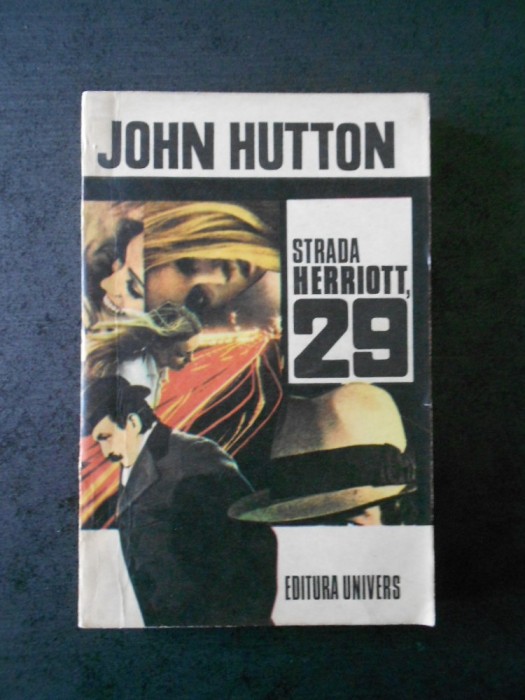 JOHN HUTTON
STRADA
HERRIOTT,
29
EDITURA UNIVERS